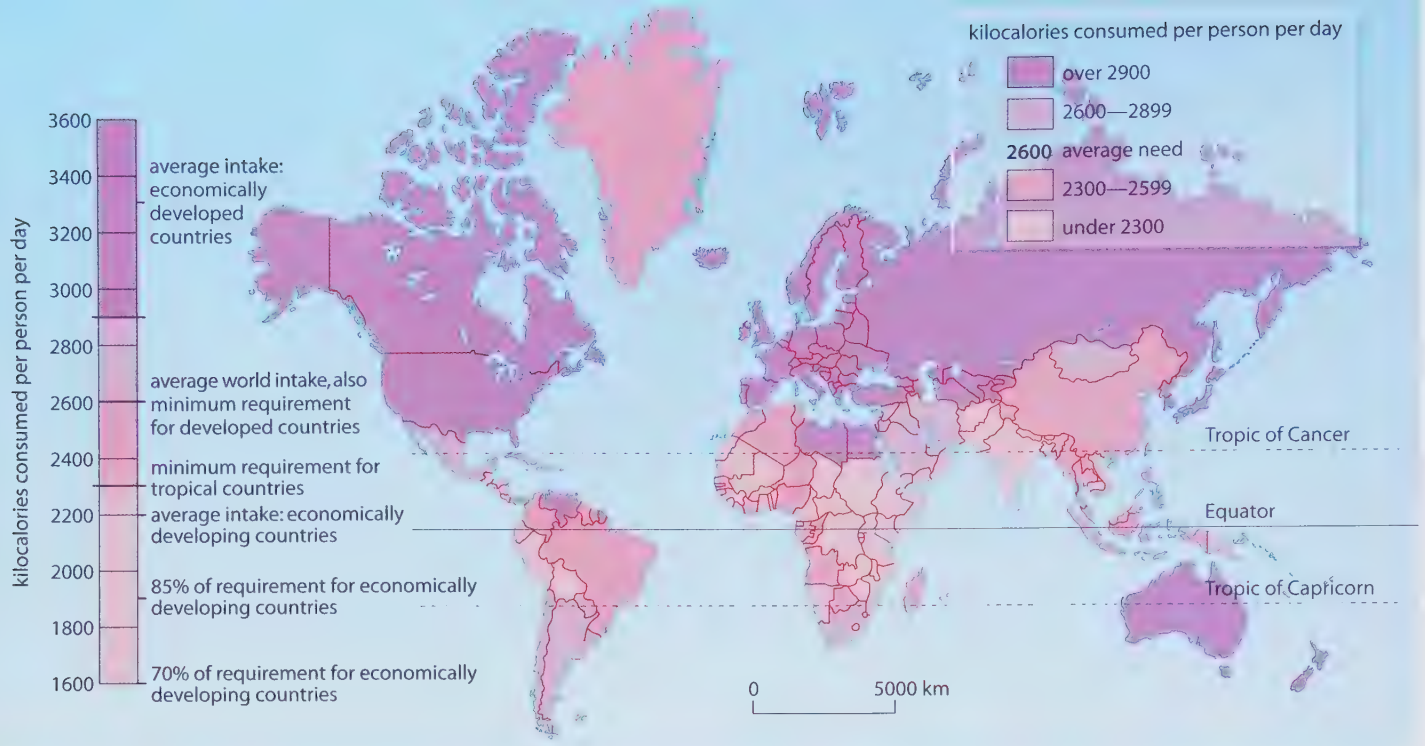 kilocalories consumed per person per day
over 2900
2600—2899
2600 average need
2300—2599
under 2300
kilocalories consumed per person per day
3600
3400
3200
3000
2800
2600
2400
2200
2000
1800
1600
average intake:
economically
developed
countries
average world intake, also
minimum requirement
for developed countries
minimum requirement for
tropical countries
average intake: economically
developing countries
85% of requirement for economically
developing countries
70% of requirement for economically
developing countries
Tropic of Cancer
Equator
Tropic of Capricorn
0 5000 km